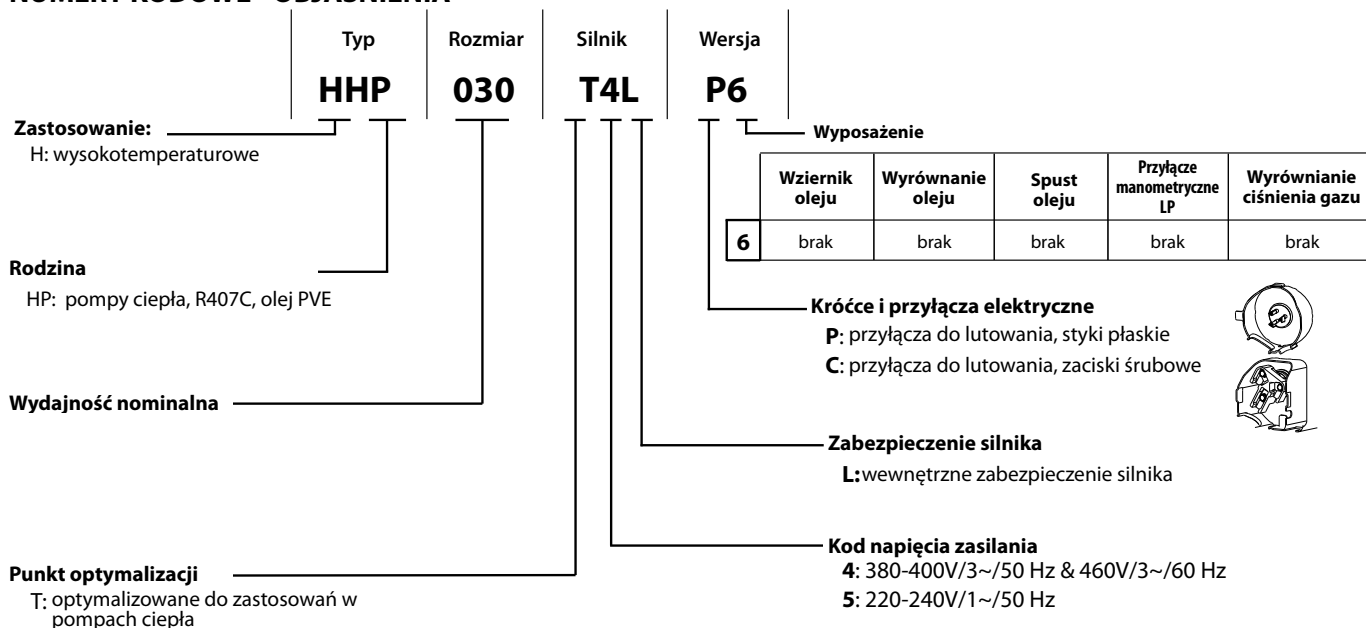 Typ Rozmiar Silnik Wersja
HHP 030 T4L P6
Zastosowanie:
H: wysokotemperaturowe
Wyposażenie
Wziernik oleju
Wyrównanie oleju
Spust oleju
Przyłącze manometryczne LP
Wyrównianie ciśnienia gazu
6 brak brak brak brak brak
Rodzina
HP: pompy ciepła, R407C, olej PVE
Króćce i przyłącza elektryczne
P: przyłącza do lutowania, styki płaskie
C: przyłącza do lutowania, zaciski śrubowe
Wydajność nominalna
Zabezpieczenie silnika
L:wewnętrzne zabezpieczenie silnika
Kod napięcia zasilania
4: 380-400V/3~/50 Hz & 460V/3~/60 Hz
5: 220-240V/1~/50 Hz
Punkt optymalizacji
T: optymalizowane do zastosowań w
pompach ciepła